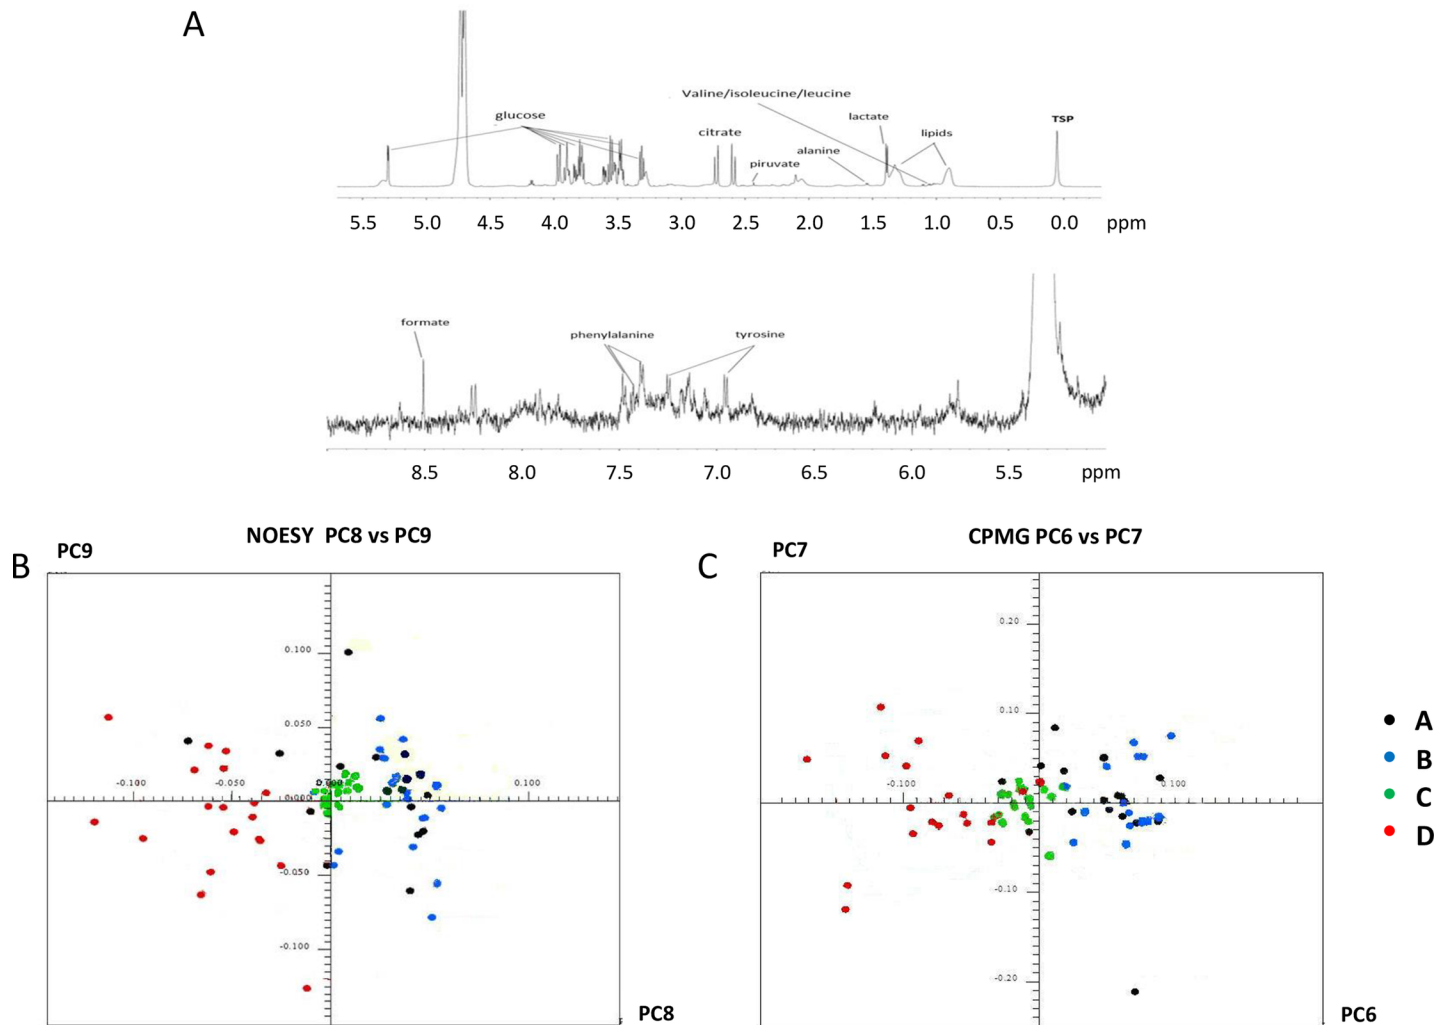 A
glucose
Valine/isoleucine/leucine
citrate
piruvate
alanine
lactate
lipids
TSP
5.5 5.0 4.5 4.0 3.5 3.0 2.5 2.0 1.5 1.0 0.5 0.0 ppm
formate
phenylalanine
tyrosine
8.5 8.0 7.5 7.0 6.5 6.0 5.5 ppm
B
PC9
NOESY PC8 vs PC9
0.100
0.050
-0.100 -0.050 0.000 0.100
0.000
-0.050
-0.100
PC8
C
PC7
CPMG PC6 vs PC7
0.20
0.10
-0.100 0.100
-0.10
-0.20
PC6
A
B
C
D